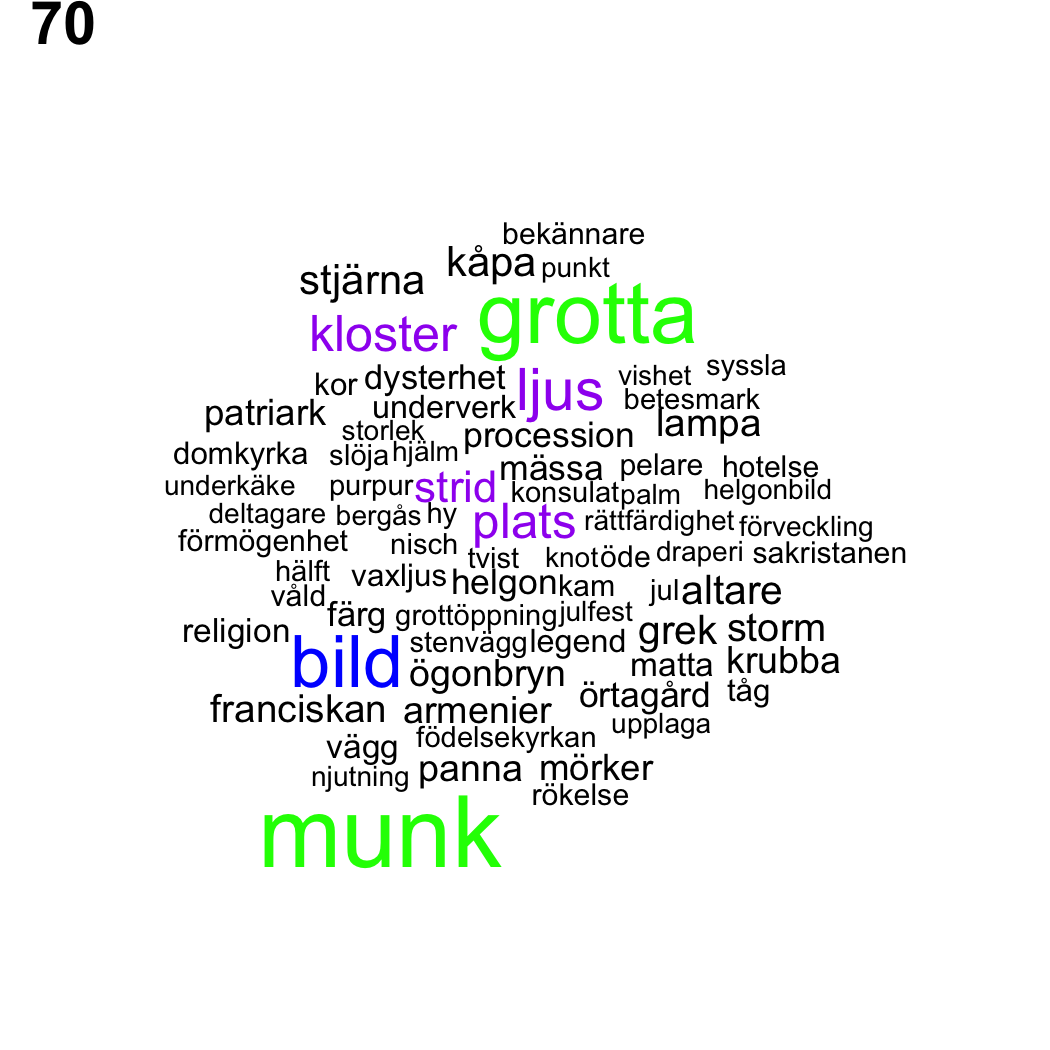 70
bekännare
stjärna kåpa punkt
kloster grotta
kor dysterhet ljus vishet syssla
patriark underverk betesmark
storlek procession lampa
domkyrka slöja hjälm mässa pelare hotelse
underkäke purpur strid konsulat palm helgonbild
deltagare bergås hy plats rättfärdighet förveckling
förmögenhet nisch tvist knot öde draperi sakristanen
hälft vaxljus helgon kam jul altare
våld färg grottöppning julfest
religion stenvägg legend grek storm
bild ögonbryn matta krubba
franciskan armenier örtagård tåg
födelsekyrkan upplaga
vägg
njutning panna mörker
rökelse
munk